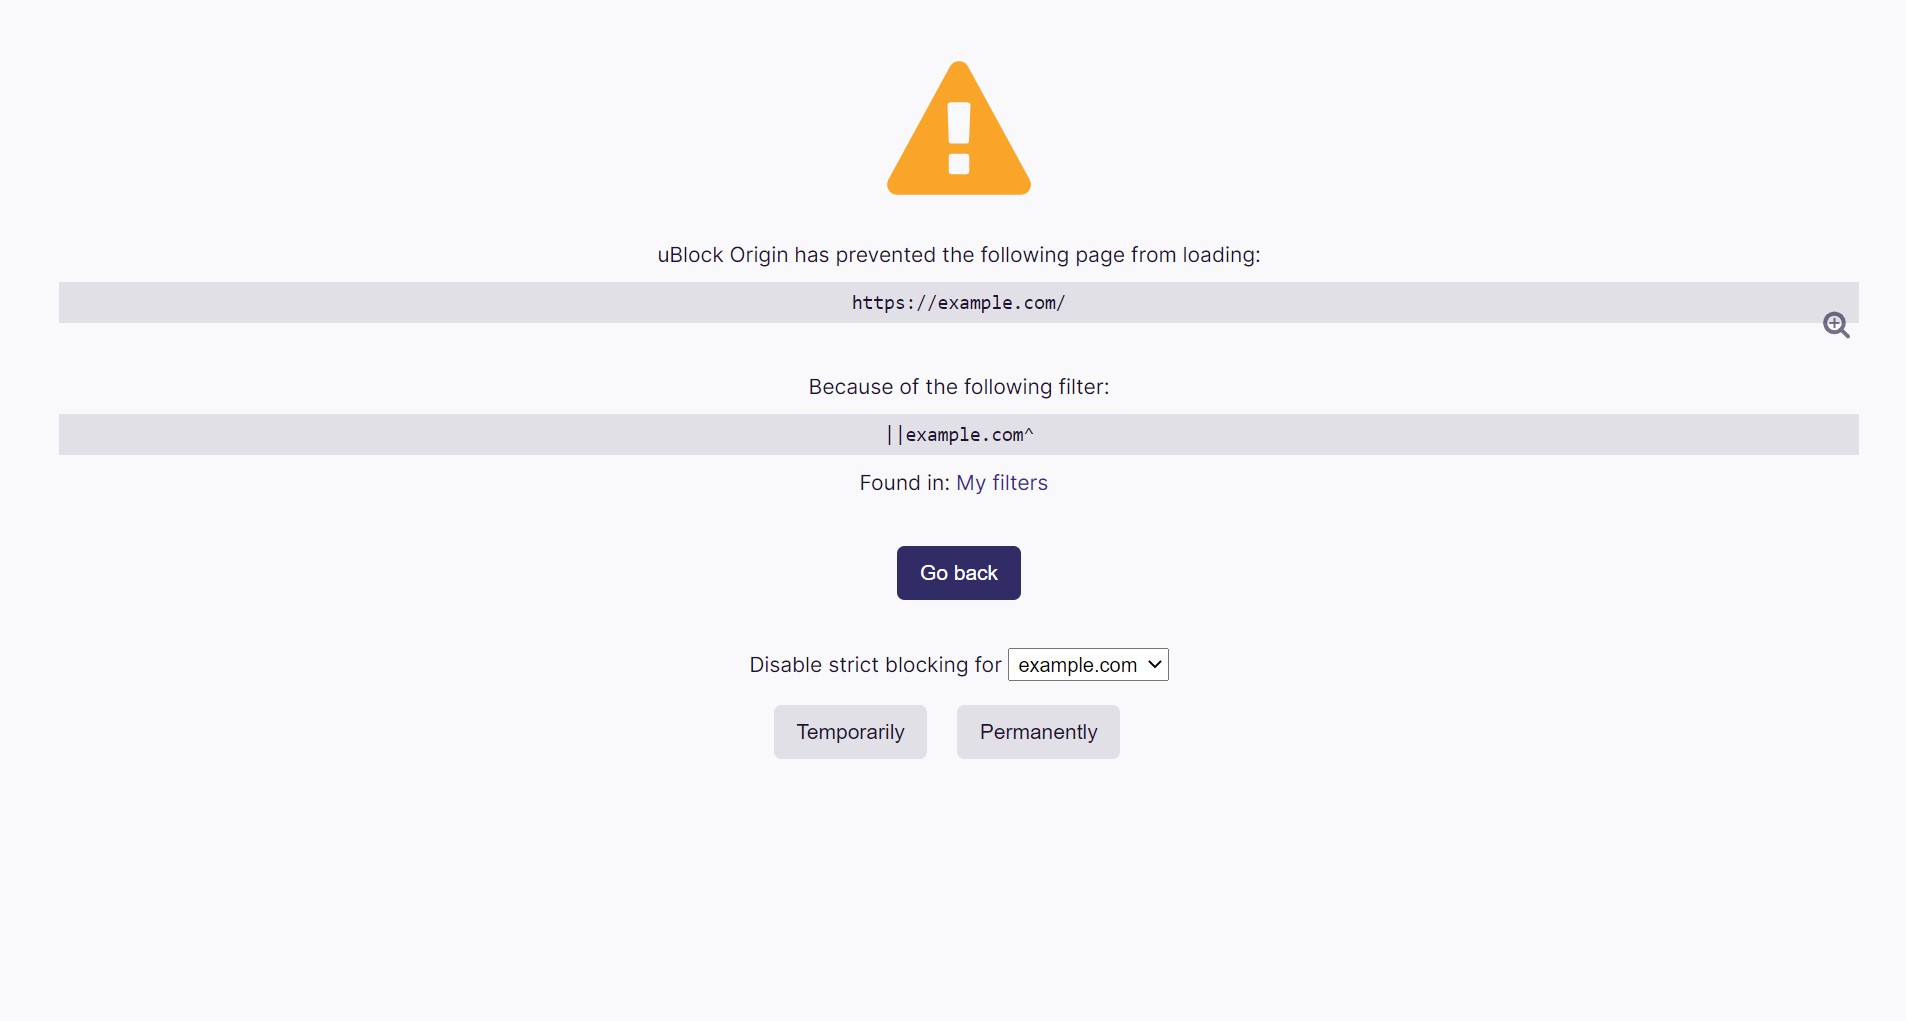 uBlock Origin has prevented the following page from loading:
https://example.com/
Because of the following filter:
||example.com^
Found in: My filters
Go back
Disable strict blocking for example.com
Temporarily Permanently